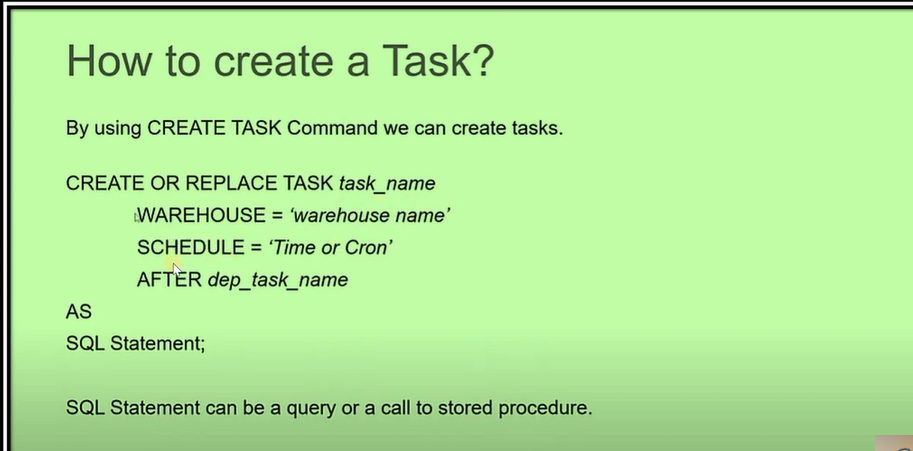 How to create a Task?
By using CREATE TASK Command we can create tasks.
CREATE OR REPLACE TASK task_name
WAREHOUSE = ‘warehouse name’
SCHEDULE = ‘Time or Cron’
AFTER dep_task_name
AS
SQL Statement;
SQL Statement can be a query or a call to stored procedure.